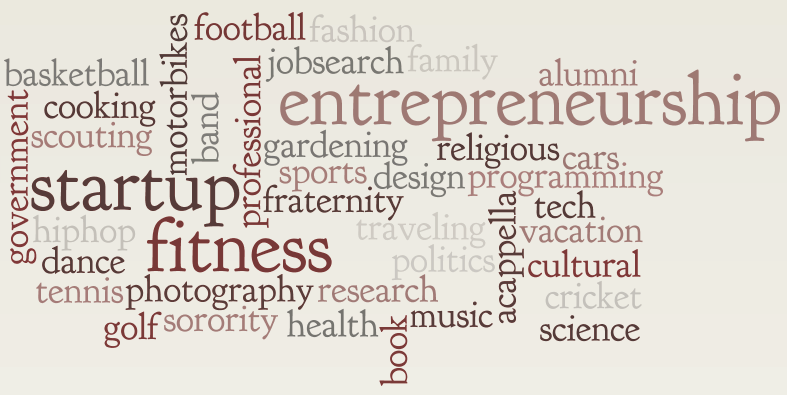 football
fashion
motorbikes
jobsearch
family
basketball
professional
alumni
government
cooking
band
entrepreneurship
scouting
gardening
religious
cars
startup
sports
design
programming
fraternity
tech
hiphop
fitness
traveling
acappella
vacation
dance
politics
cultural
tennis
photography
research
cricket
golf
sorority
health
book
music
science